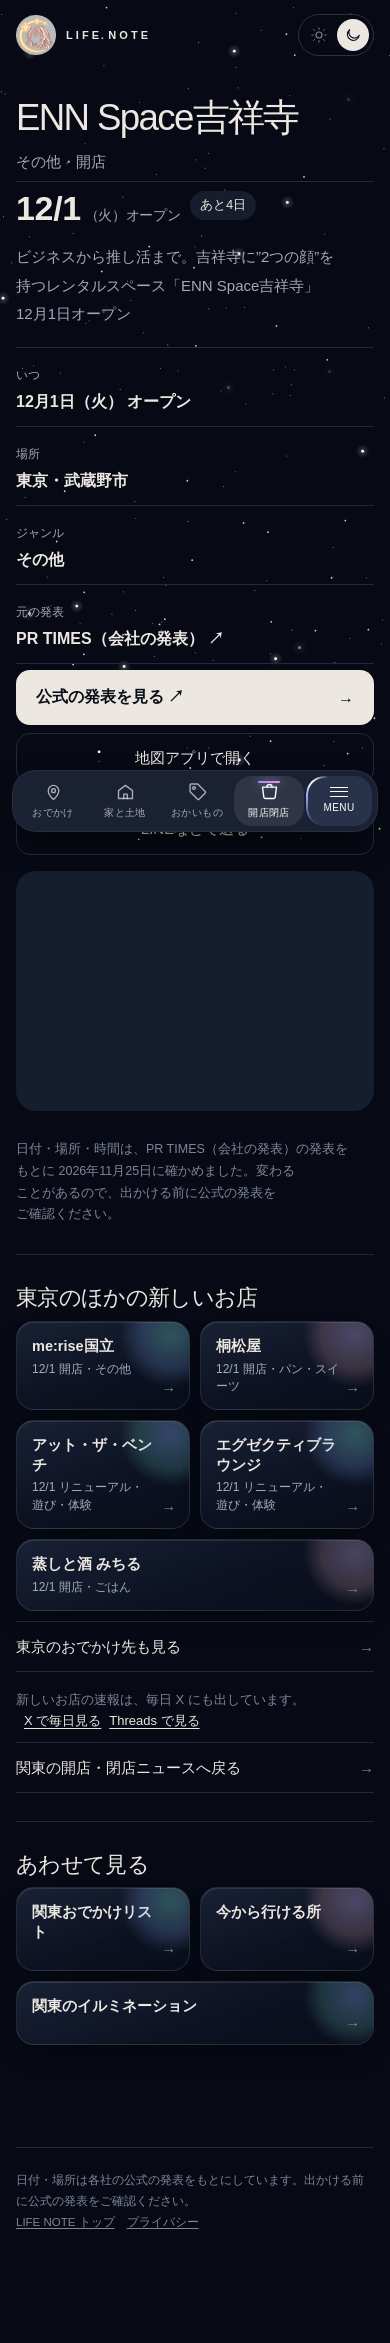 LIFE.NOTE
ENN Space吉祥寺
その他・開店
12/1（火）オープン あと4日
ビジネスから推し活まで。吉祥寺に”2つの顔”を
持つレンタルスペース「ENN Space吉祥寺」
12月1日オープン
いつ
12月1日（火） オープン
場所
東京・武蔵野市
ジャンル
その他
元の発表
PR TIMES（会社の発表） ↗
公式の発表を見る ↗ →
地図アプリで開く
おでかけ 家と土地 おかいもの 開店閉店 MENU
日付・場所・時間は、PR TIMES（会社の発表）の発表を
もとに 2026年11月25日に確かめました。変わる
ことがあるので、出かける前に公式の発表を
ご確認ください。
東京のほかの新しいお店
me:rise国立
12/1 開店・その他
→
桐松屋
12/1 開店・パン・スイ
ーツ
→
アット・ザ・ベン
チ
12/1 リニューアル・
遊び・体験
→
エグゼクティブラ
ウンジ
12/1 リニューアル・
遊び・体験
→
蒸しと酒 みちる
12/1 開店・ごはん
→
東京のおでかけ先も見る →
新しいお店の速報は、毎日 X にも出しています。
X で毎日見る Threads で見る
関東の開店・閉店ニュースへ戻る →
あわせて見る
関東おでかけリス
ト
→
今から行ける所
→
関東のイルミネーション
→
日付・場所は各社の公式の発表をもとにしています。出かける前
に公式の発表をご確認ください。
LIFE NOTE トップ プライバシー